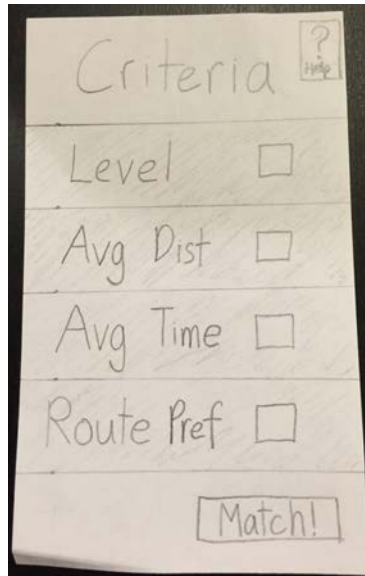 Criteria
?
Help
Level
Avg Dist
Avg Time
Route Pref
Match!